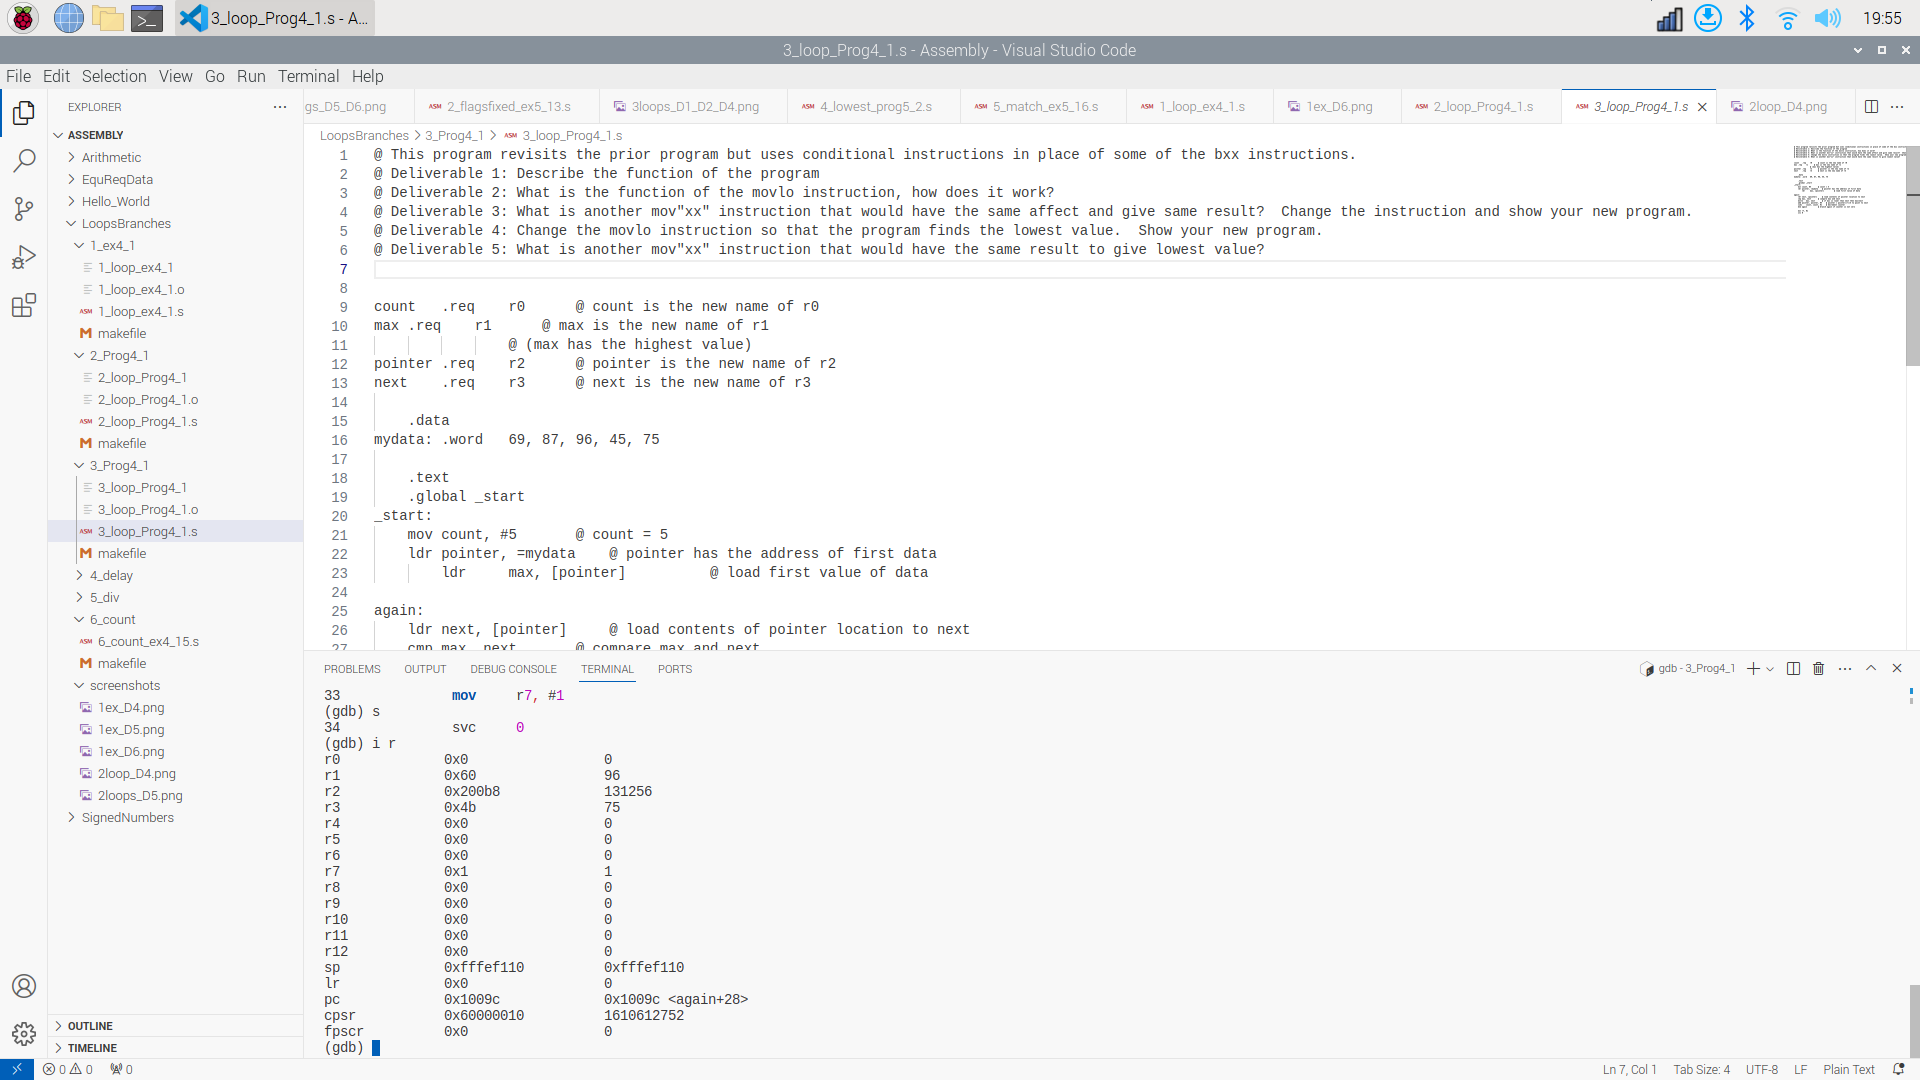 3_loop_Prog4_1.s - A...
19:55
3_loop_Prog4_1.s - Assembly - Visual Studio Code
File Edit Selection View Go Run Terminal Help
EXPLORER
gs_D5_D6.png
ASM 2_flagsfixed_ex5_13.s
3loops_D1_D2_D4.png
ASM 4_lowest_prog5_2.s
ASM 5_match_ex5_16.s
ASM 1_loop_ex4_1.s
1ex_D6.png
ASM 2_loop_Prog4_1.s
ASM 3_loop_Prog4_1.s
2loop_D4.png
ASSEMBLY
Arithmetic
EquReqData
Hello_World
LoopsBranches
1_ex4_1
1_loop_ex4_1
1_loop_ex4_1.o
ASM 1_loop_ex4_1.s
M makefile
2_Prog4_1
2_loop_Prog4_1
2_loop_Prog4_1.o
ASM 2_loop_Prog4_1.s
M makefile
3_Prog4_1
3_loop_Prog4_1
3_loop_Prog4_1.o
ASM 3_loop_Prog4_1.s
M makefile
4_delay
5_div
6_count
ASM 6_count_ex4_15.s
M makefile
screenshots
1ex_D4.png
1ex_D5.png
1ex_D6.png
2loop_D4.png
2loops_D5.png
SignedNumbers
OUTLINE
TIMELINE
LoopsBranches > 3_Prog4_1 > ASM 3_loop_Prog4_1.s
1 @ This program revisits the prior program but uses conditional instructions in place of some of the bxx instructions.
2 @ Deliverable 1: Describe the function of the program
3 @ Deliverable 2: What is the function of the movlo instruction, how does it work?
4 @ Deliverable 3: What is another mov"xx" instruction that would have the same affect and give same result?  Change the instruction and show your new program.
5 @ Deliverable 4: Change the movlo instruction so that the program finds the lowest value.  Show your new program.
6 @ Deliverable 5: What is another mov"xx" instruction that would have the same result to give lowest value?
7
8
9 count   .req    r0      @ count is the new name of r0
10 max .req    r1      @ max is the new name of r1
11                 @ (max has the highest value)
12 pointer .req    r2      @ pointer is the new name of r2
13 next    .req    r3      @ next is the new name of r3
14
15     .data
16 mydata: .word   69, 87, 96, 45, 75
17
18     .text
19     .global _start
20 _start:
21     mov count, #5       @ count = 5
22     ldr pointer, =mydata    @ pointer has the address of first data
23         ldr     max, [pointer]          @ load first value of data
24
25 again:
26     ldr next, [pointer]     @ load contents of pointer location to next
27     cmp max, next       @ compare max and next
PROBLEMS OUTPUT DEBUG CONSOLE TERMINAL PORTS
gdb - 3_Prog4_1
33              mov     r7, #1
(gdb) s
34              svc     0
(gdb) i r
r0             0x0                 0
r1             0x60                96
r2             0x200b8             131256
r3             0x4b                75
r4             0x0                 0
r5             0x0                 0
r6             0x0                 0
r7             0x1                 1
r8             0x0                 0
r9             0x0                 0
r10            0x0                 0
r11            0x0                 0
r12            0x0                 0
sp             0xfffef110          0xfffef110
lr             0x0                 0
pc             0x1009c             0x1009c <again+28>
cpsr           0x60000010          1610612752
fpscr          0x0                 0
(gdb)
0 0 0
Ln 7, Col 1 Tab Size: 4 UTF-8 LF Plain Text